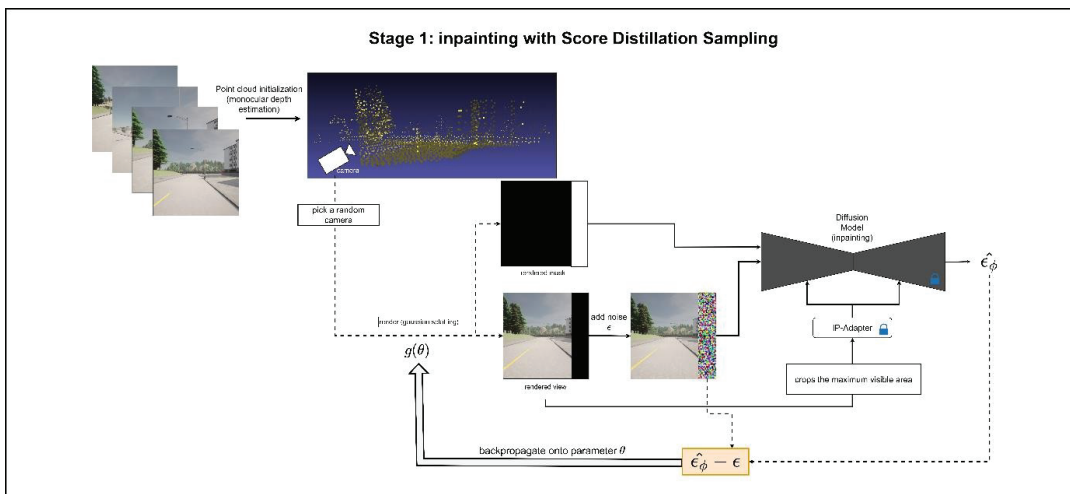 Stage 1: inpainting with Score Distillation Sampling
Point cloud initialization
(monocular depth
estimation)
camera
pick a random
camera
rendered mask
Diffusion
Model
(inpainting)
ϵ̂_ϕ
render (gaussian splatting)
add noise
ϵ
IP-Adapter
g(θ)
rendered view
crops the maximum visible area
backpropagate onto parameter θ
ϵ̂_ϕ − ϵ